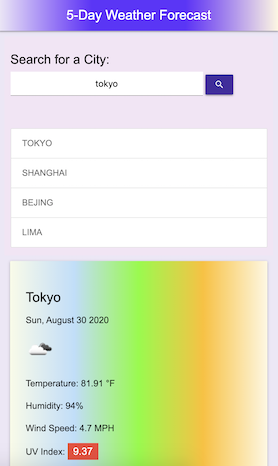 5-Day Weather Forecast
Search for a City:
tokyo
TOKYO
SHANGHAI
BEJING
LIMA
Tokyo
Sun, August 30 2020
Temperature: 81.91 °F
Humidity: 94%
Wind Speed: 4.7 MPH
UV Index: 9.37